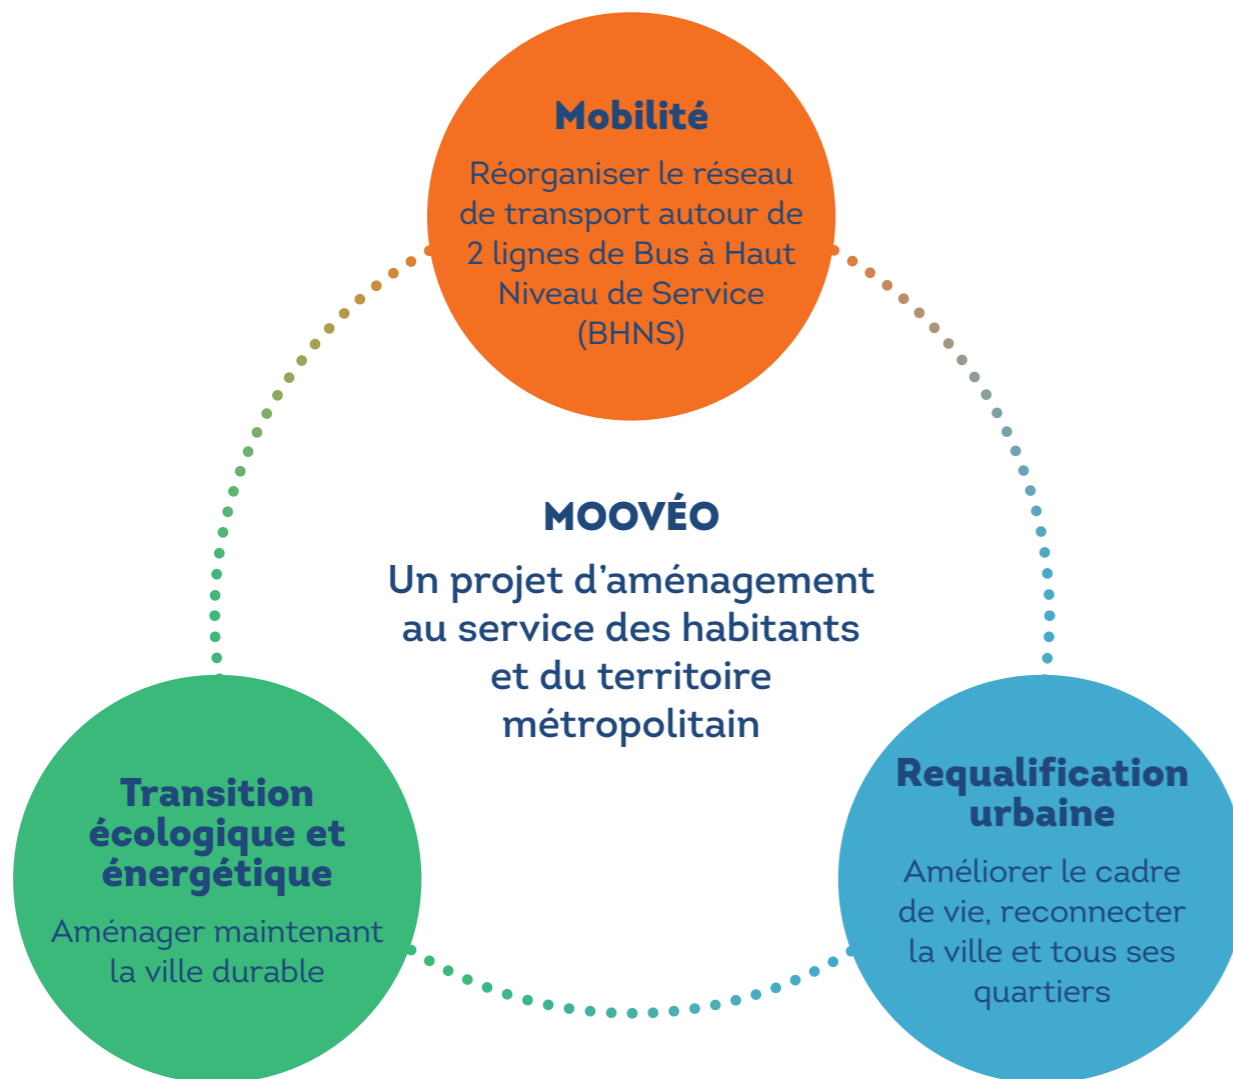 Mobilité
Réorganiser le réseau
de transport autour de
2 lignes de Bus à Haut
Niveau de Service
(BHNS)
MOOVÉO
Un projet d’aménagement
au service des habitants
et du territoire
métropolitain
Transition
écologique et
énergétique
Aménager maintenant
la ville durable
Requalification
urbaine
Améliorer le cadre
de vie, reconnecter
la ville et tous ses
quartiers